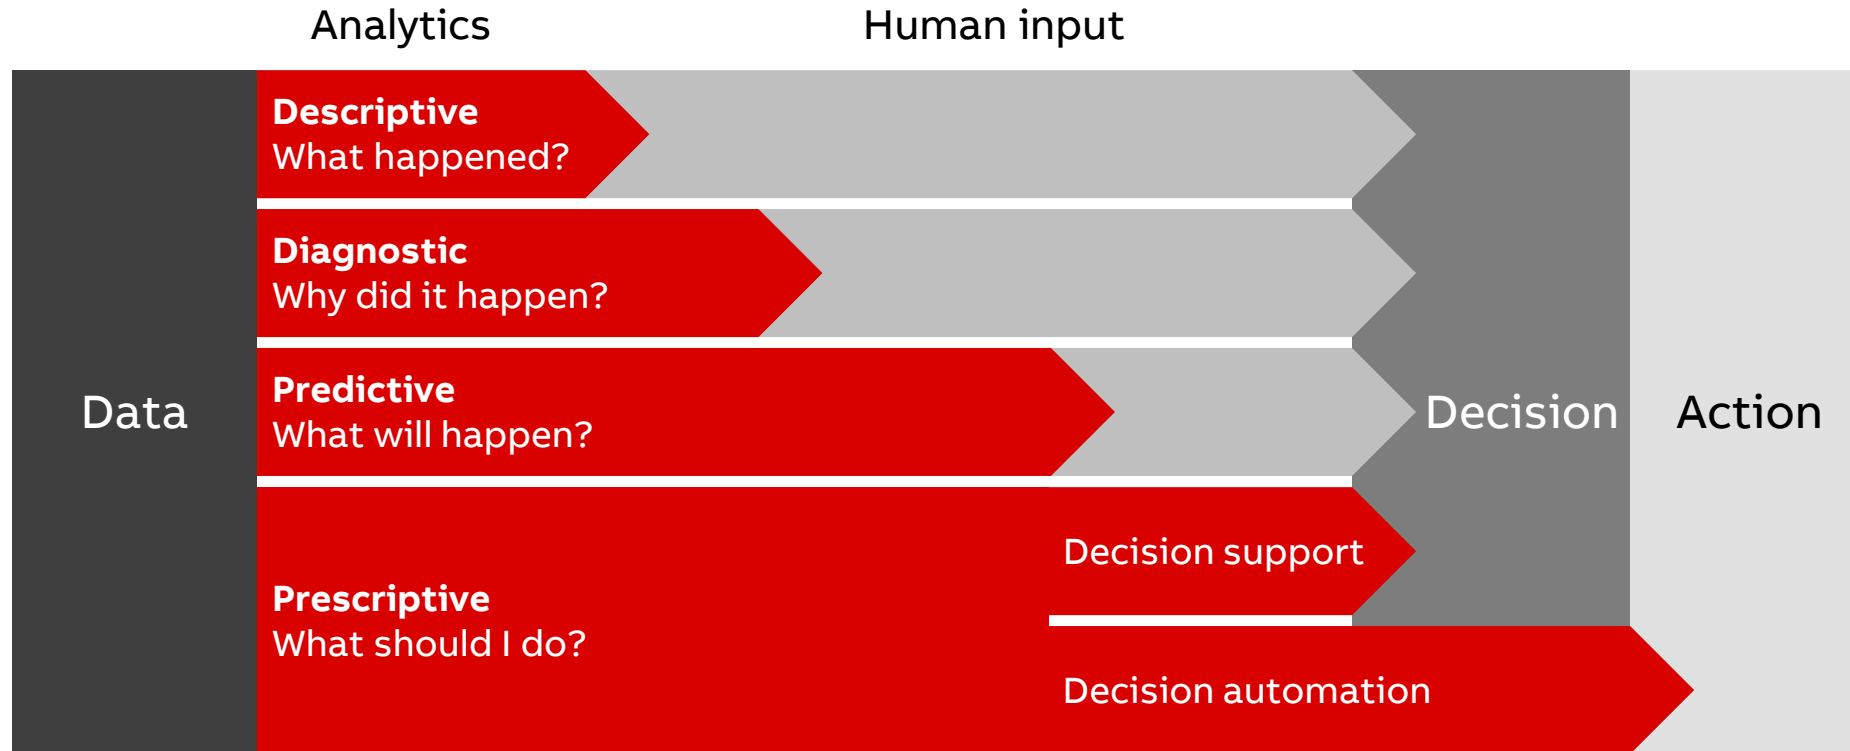 Analytics
Human input
Descriptive
What happened?
Diagnostic
Why did it happen?
Predictive
What will happen?
Data
Decision
Action
Decision support
Prescriptive
What should I do?
Decision automation